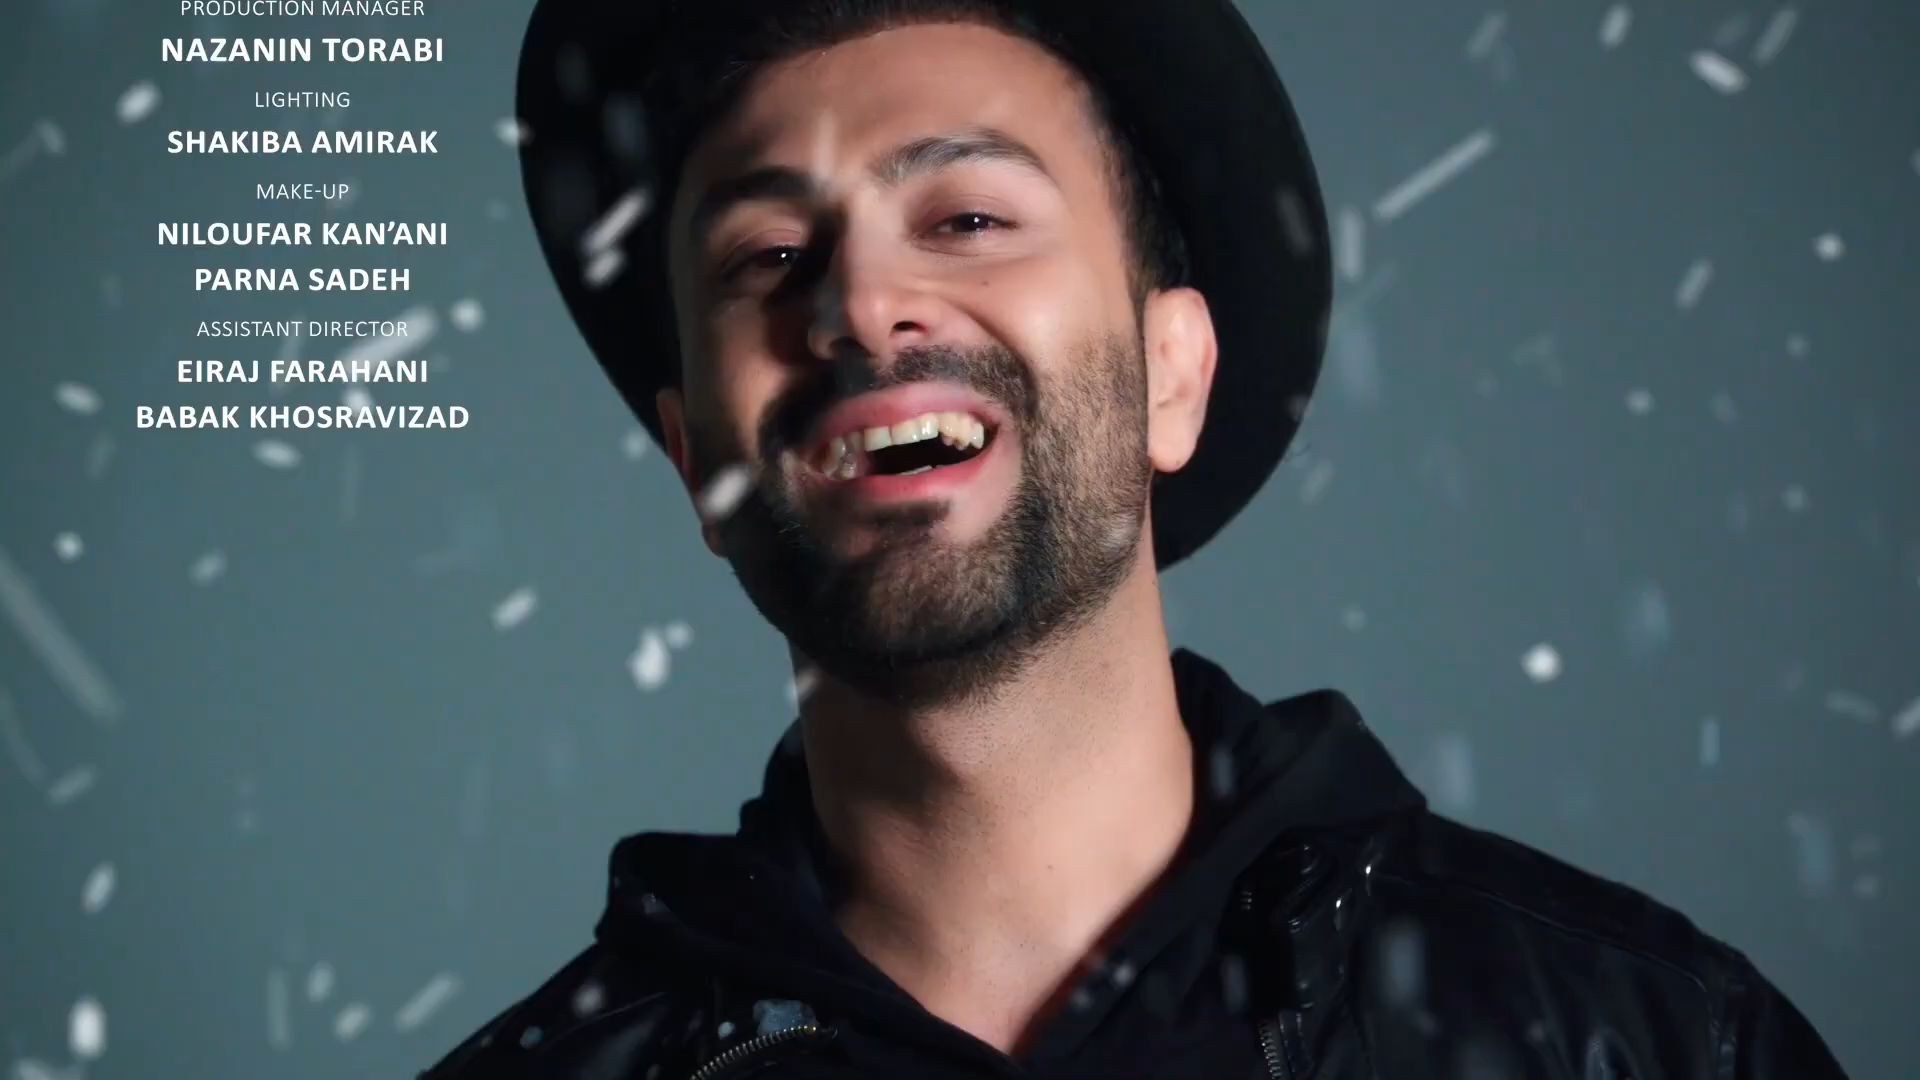 PRODUCTION MANAGER
NAZANIN TORABI
LIGHTING
SHAKIBA AMIRAK
MAKE-UP
NILOUFAR KAN’ANI
PARNA SADEH
ASSISTANT DIRECTOR
EIRAJ FARAHANI
BABAK KHOSRAVIZAD